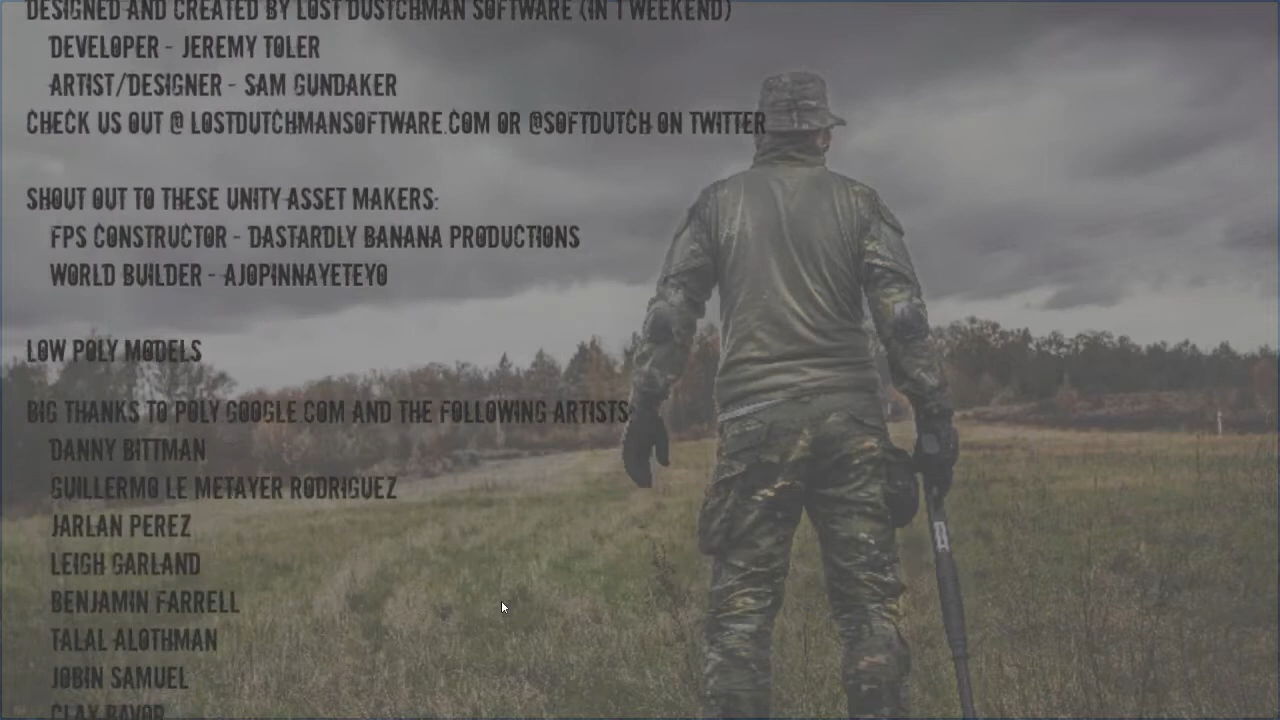 DESIGNED AND CREATED BY LOST DUSTCHMAN SOFTWARE (IN 1 WEEKEND)
DEVELOPER - JEREMY TOLER
ARTIST/DESIGNER - SAM GUNDAKER
CHECK US OUT @ LOSTDUTCHMANSOFTWARE.COM OR @SOFTDUTCH ON TWITTER
SHOUT OUT TO THESE UNITY ASSET MAKERS:
FPS CONSTRUCTOR - DASTARDLY BANANA PRODUCTIONS
WORLD BUILDER - AJOPINNAYETEYO
LOW POLY MODELS
BIG THANKS TO POLY.GOOGLE.COM AND THE FOLLOWING ARTISTS:
DANNY BITTMAN
GUILLERMO LE METAYER RODRIGUEZ
JARLAN PEREZ
LEIGH GARLAND
BENJAMIN FARRELL
TALAL ALOTHMAN
JOBIN SAMUEL
CLAY BAVOR